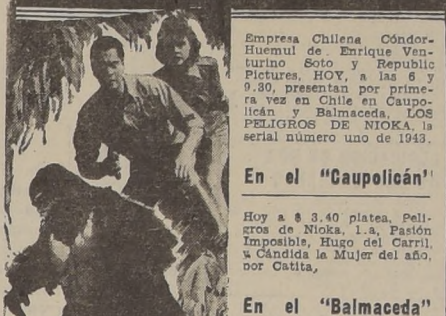 Empresa Chilena Cóndor-
Huemul de Enrique Ven-
turino Soto y Republic
Pictures, HOY, a las 6 y
9.30, presentan por prime-
ra vez en Chile en Caupo-
licán y Balmaceda, LOS
PELIGROS DE NIOKA, la
serial número uno de 1943.
En el "Caupolicán"
Hoy a $ 3.40 platea, Peli-
gros de Nioka, 1.a, Pasión
Imposible, Hugo del Carril,
y Cándida la Mujer del año,
por Catita,
En el "Balmaceda"